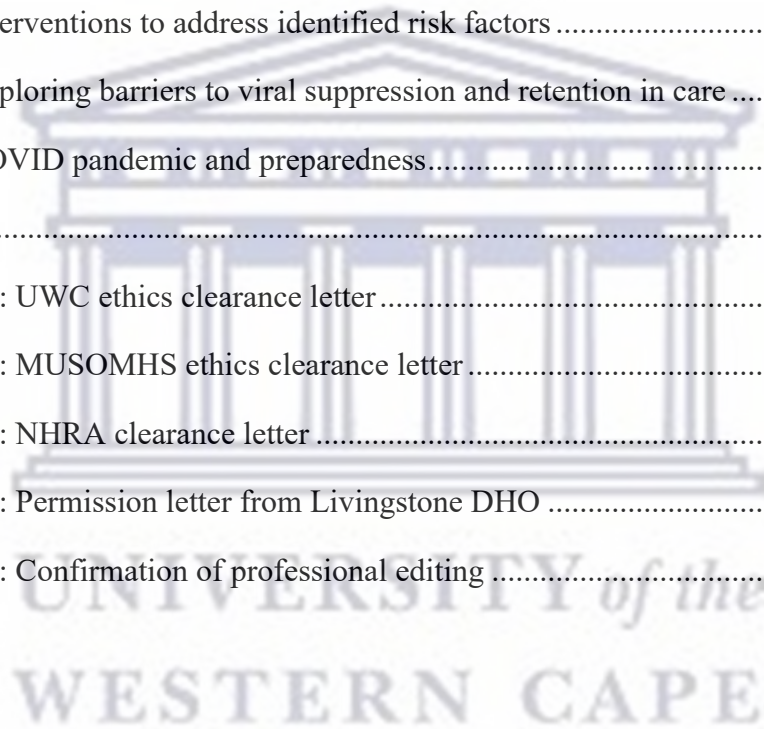 erventions to address identified risk factors ........................
ploring barriers to viral suppression and retention in care ....
OVID pandemic and preparedness.......................................
...........................................................................................
: UWC ethics clearance letter ..............................................
: MUSOMHS ethics clearance letter ...................................
: NHRA clearance letter ......................................................
: Permission letter from Livingstone DHO .........................
: Confirmation of professional editing ................................
UNIVERSITY of the
WESTERN CAPE